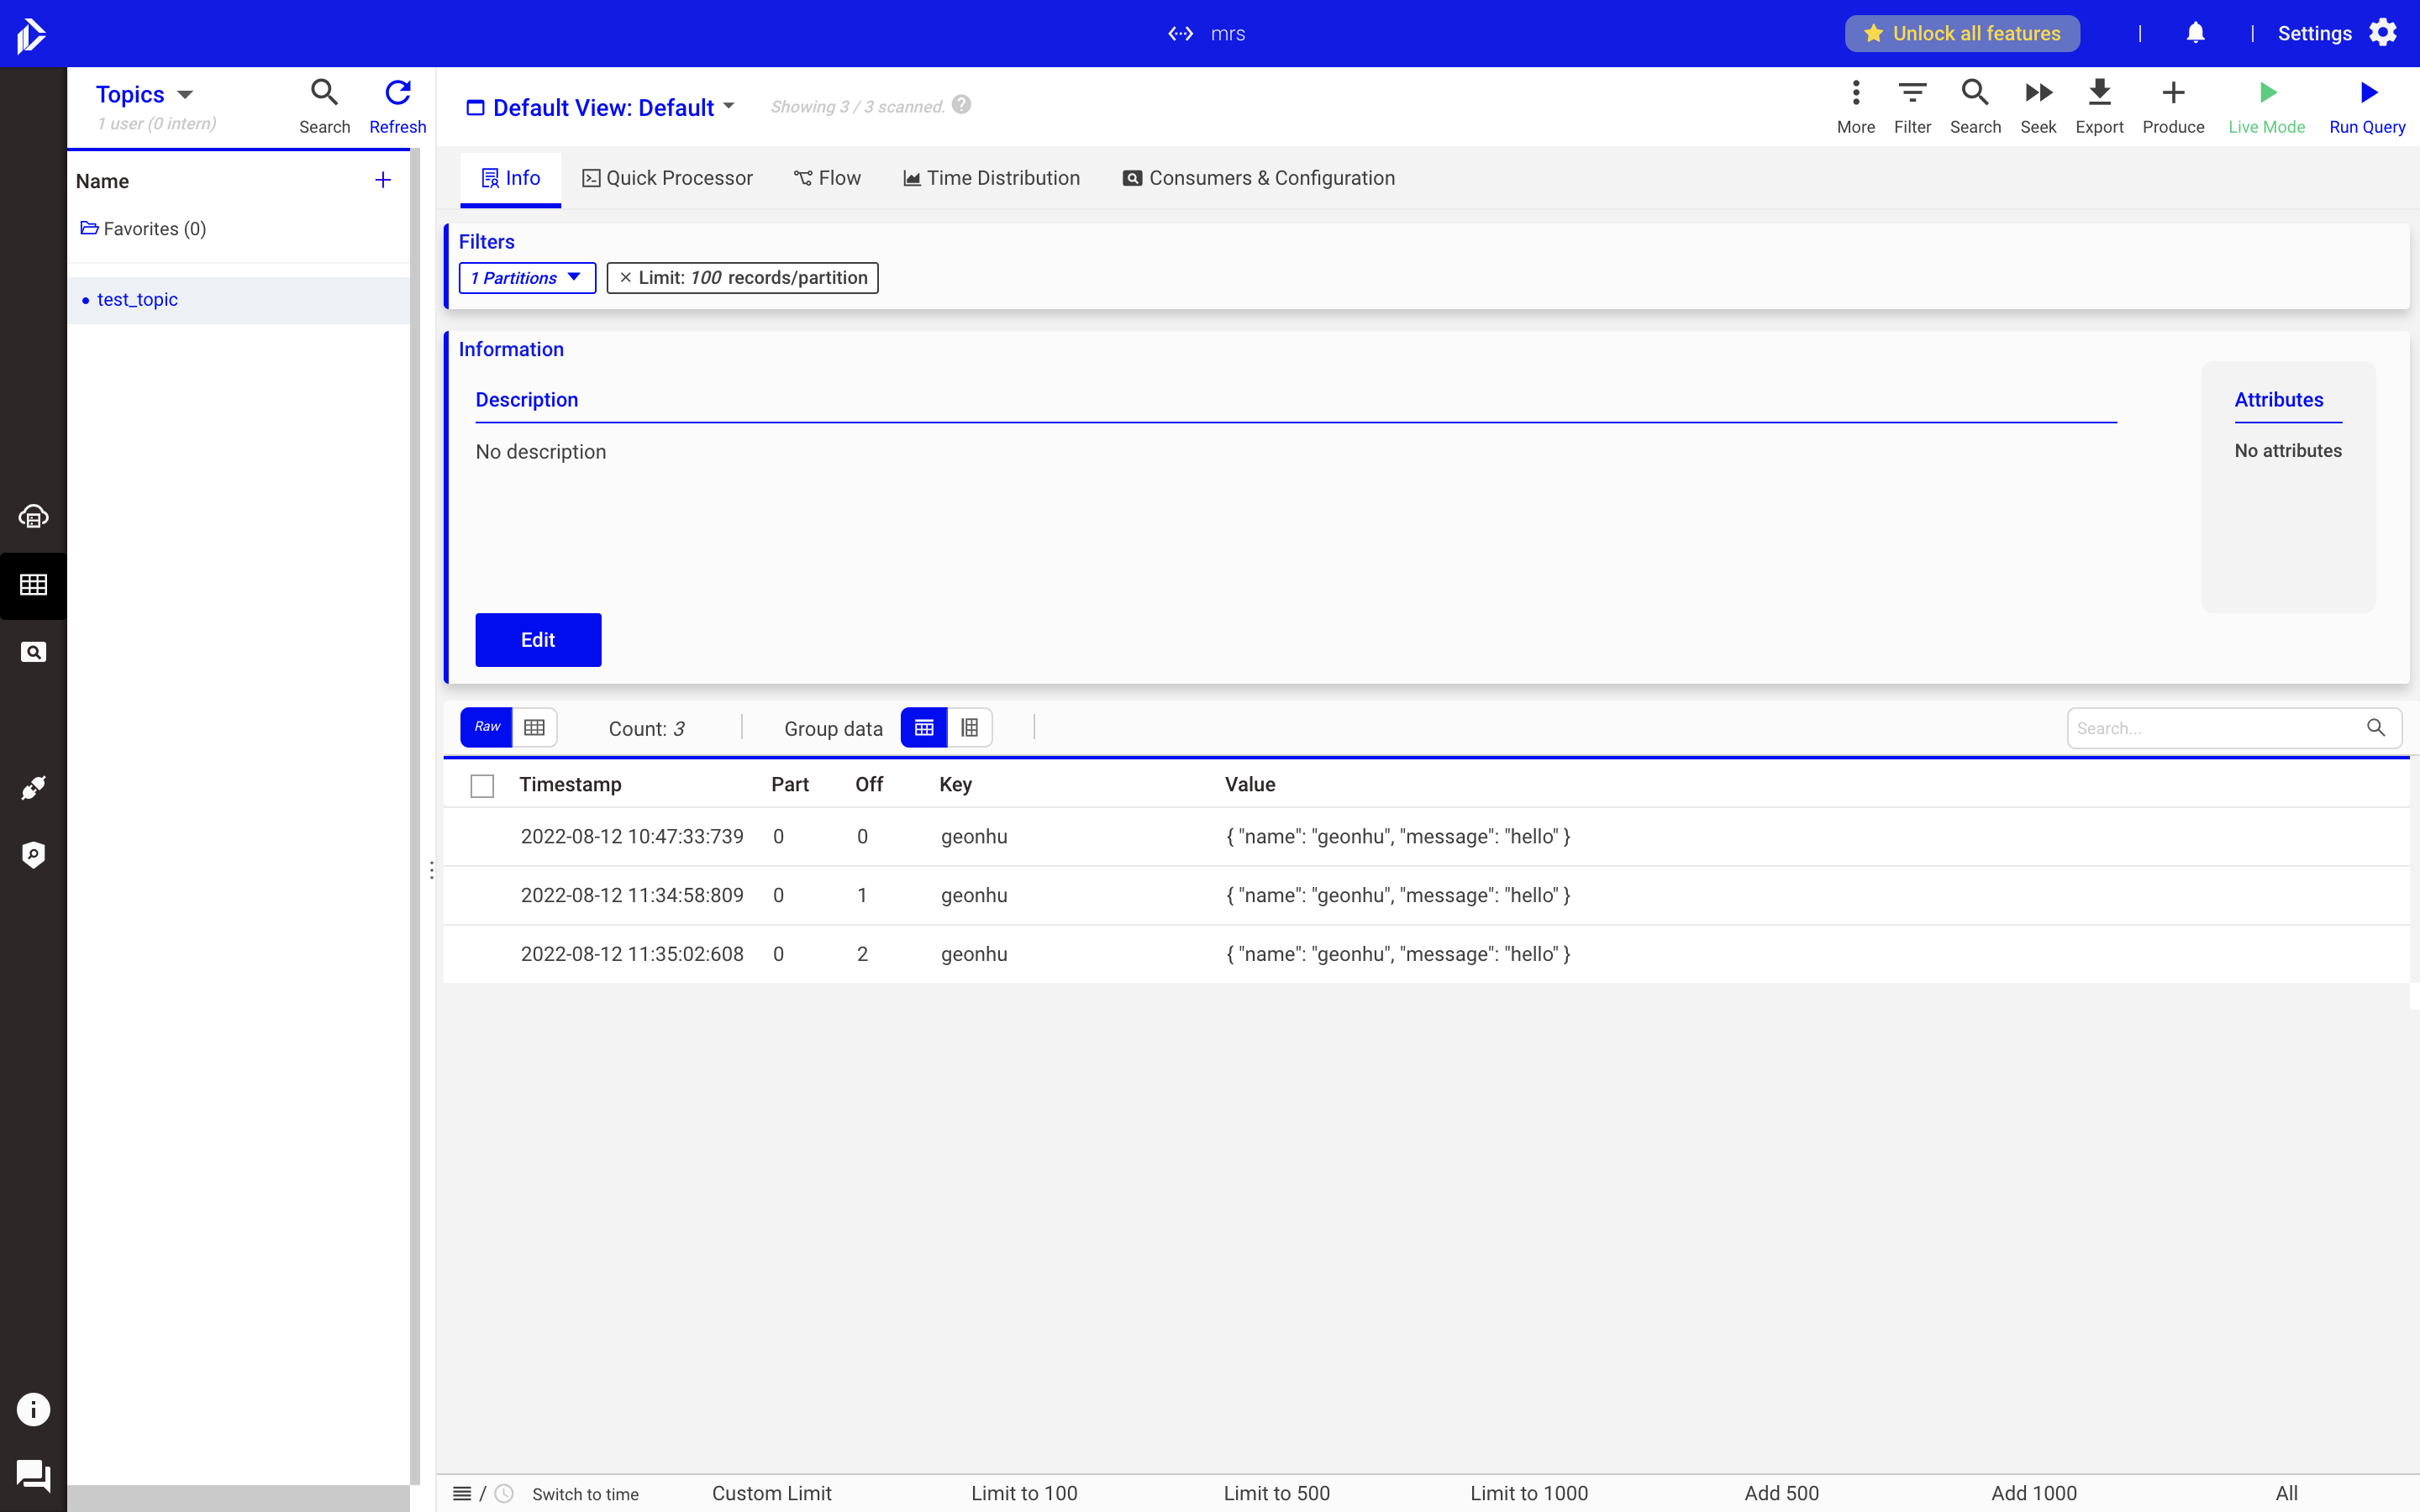 mrs
Unlock all features
Settings
Topics
1 user (0 intern)
Search
Refresh
Name
Favorites (0)
test_topic
Default View: Default
Showing 3 / 3 scanned.
More
Filter
Search
Seek
Export
Produce
Live Mode
Run Query
Info
Quick Processor
Flow
Time Distribution
Consumers & Configuration
Filters
1 Partitions
× Limit: 100 records/partition
Information
Description
No description
Attributes
No attributes
Edit
Raw
Count: 3
Group data
Search...
Timestamp Part Off Key Value
2022-08-12 10:47:33:739 0 0 geonhu { "name": "geonhu", "message": "hello" }
2022-08-12 11:34:58:809 0 1 geonhu { "name": "geonhu", "message": "hello" }
2022-08-12 11:35:02:608 0 2 geonhu { "name": "geonhu", "message": "hello" }
/ Switch to time
Custom Limit
Limit to 100
Limit to 500
Limit to 1000
Add 500
Add 1000
All